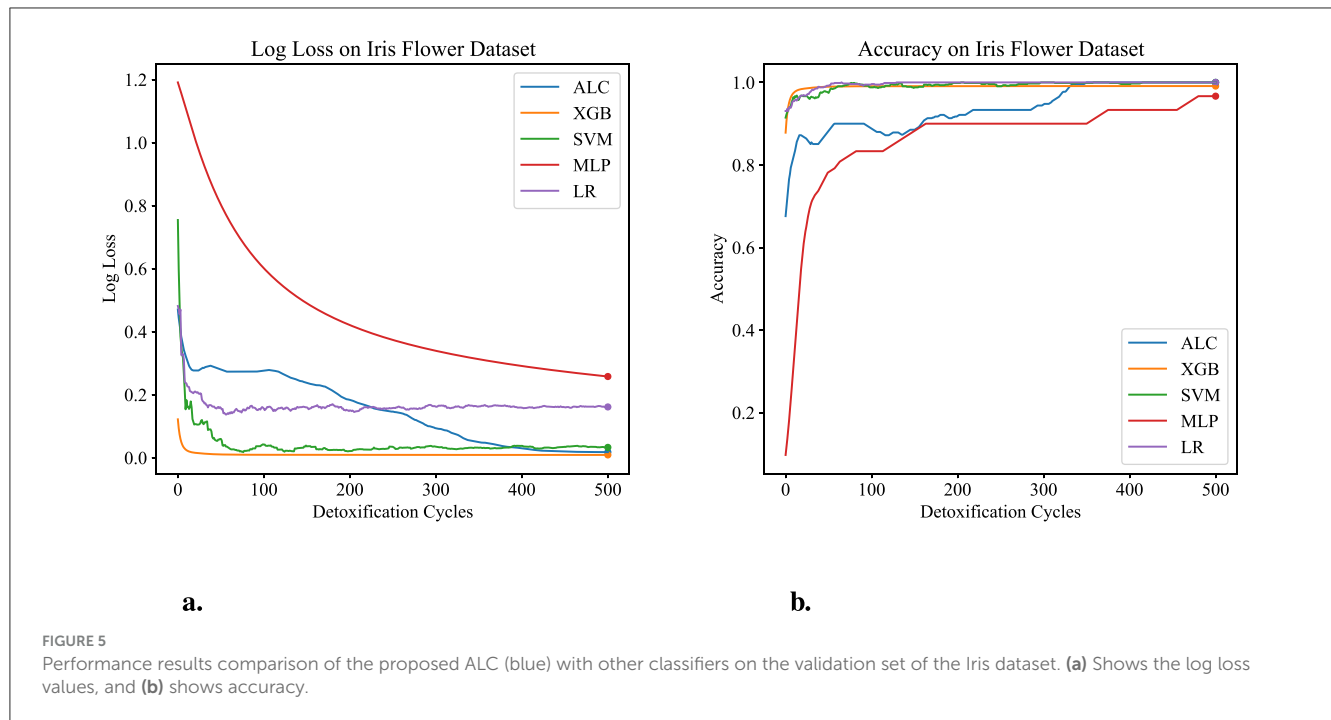 Log Loss on Iris Flower Dataset
1.2
1.0
0.8
0.6
0.4
0.2
0.0
Log Loss
ALC
XGB
SVM
MLP
LR
0 100 200 300 400 500
Detoxification Cycles
a.
Accuracy on Iris Flower Dataset
1.0
0.8
0.6
0.4
0.2
Accuracy
ALC
XGB
SVM
MLP
LR
0 100 200 300 400 500
Detoxification Cycles
b.
FIGURE 5
Performance results comparison of the proposed ALC (blue) with other classifiers on the validation set of the Iris dataset. (a) Shows the log loss
values, and (b) shows accuracy.